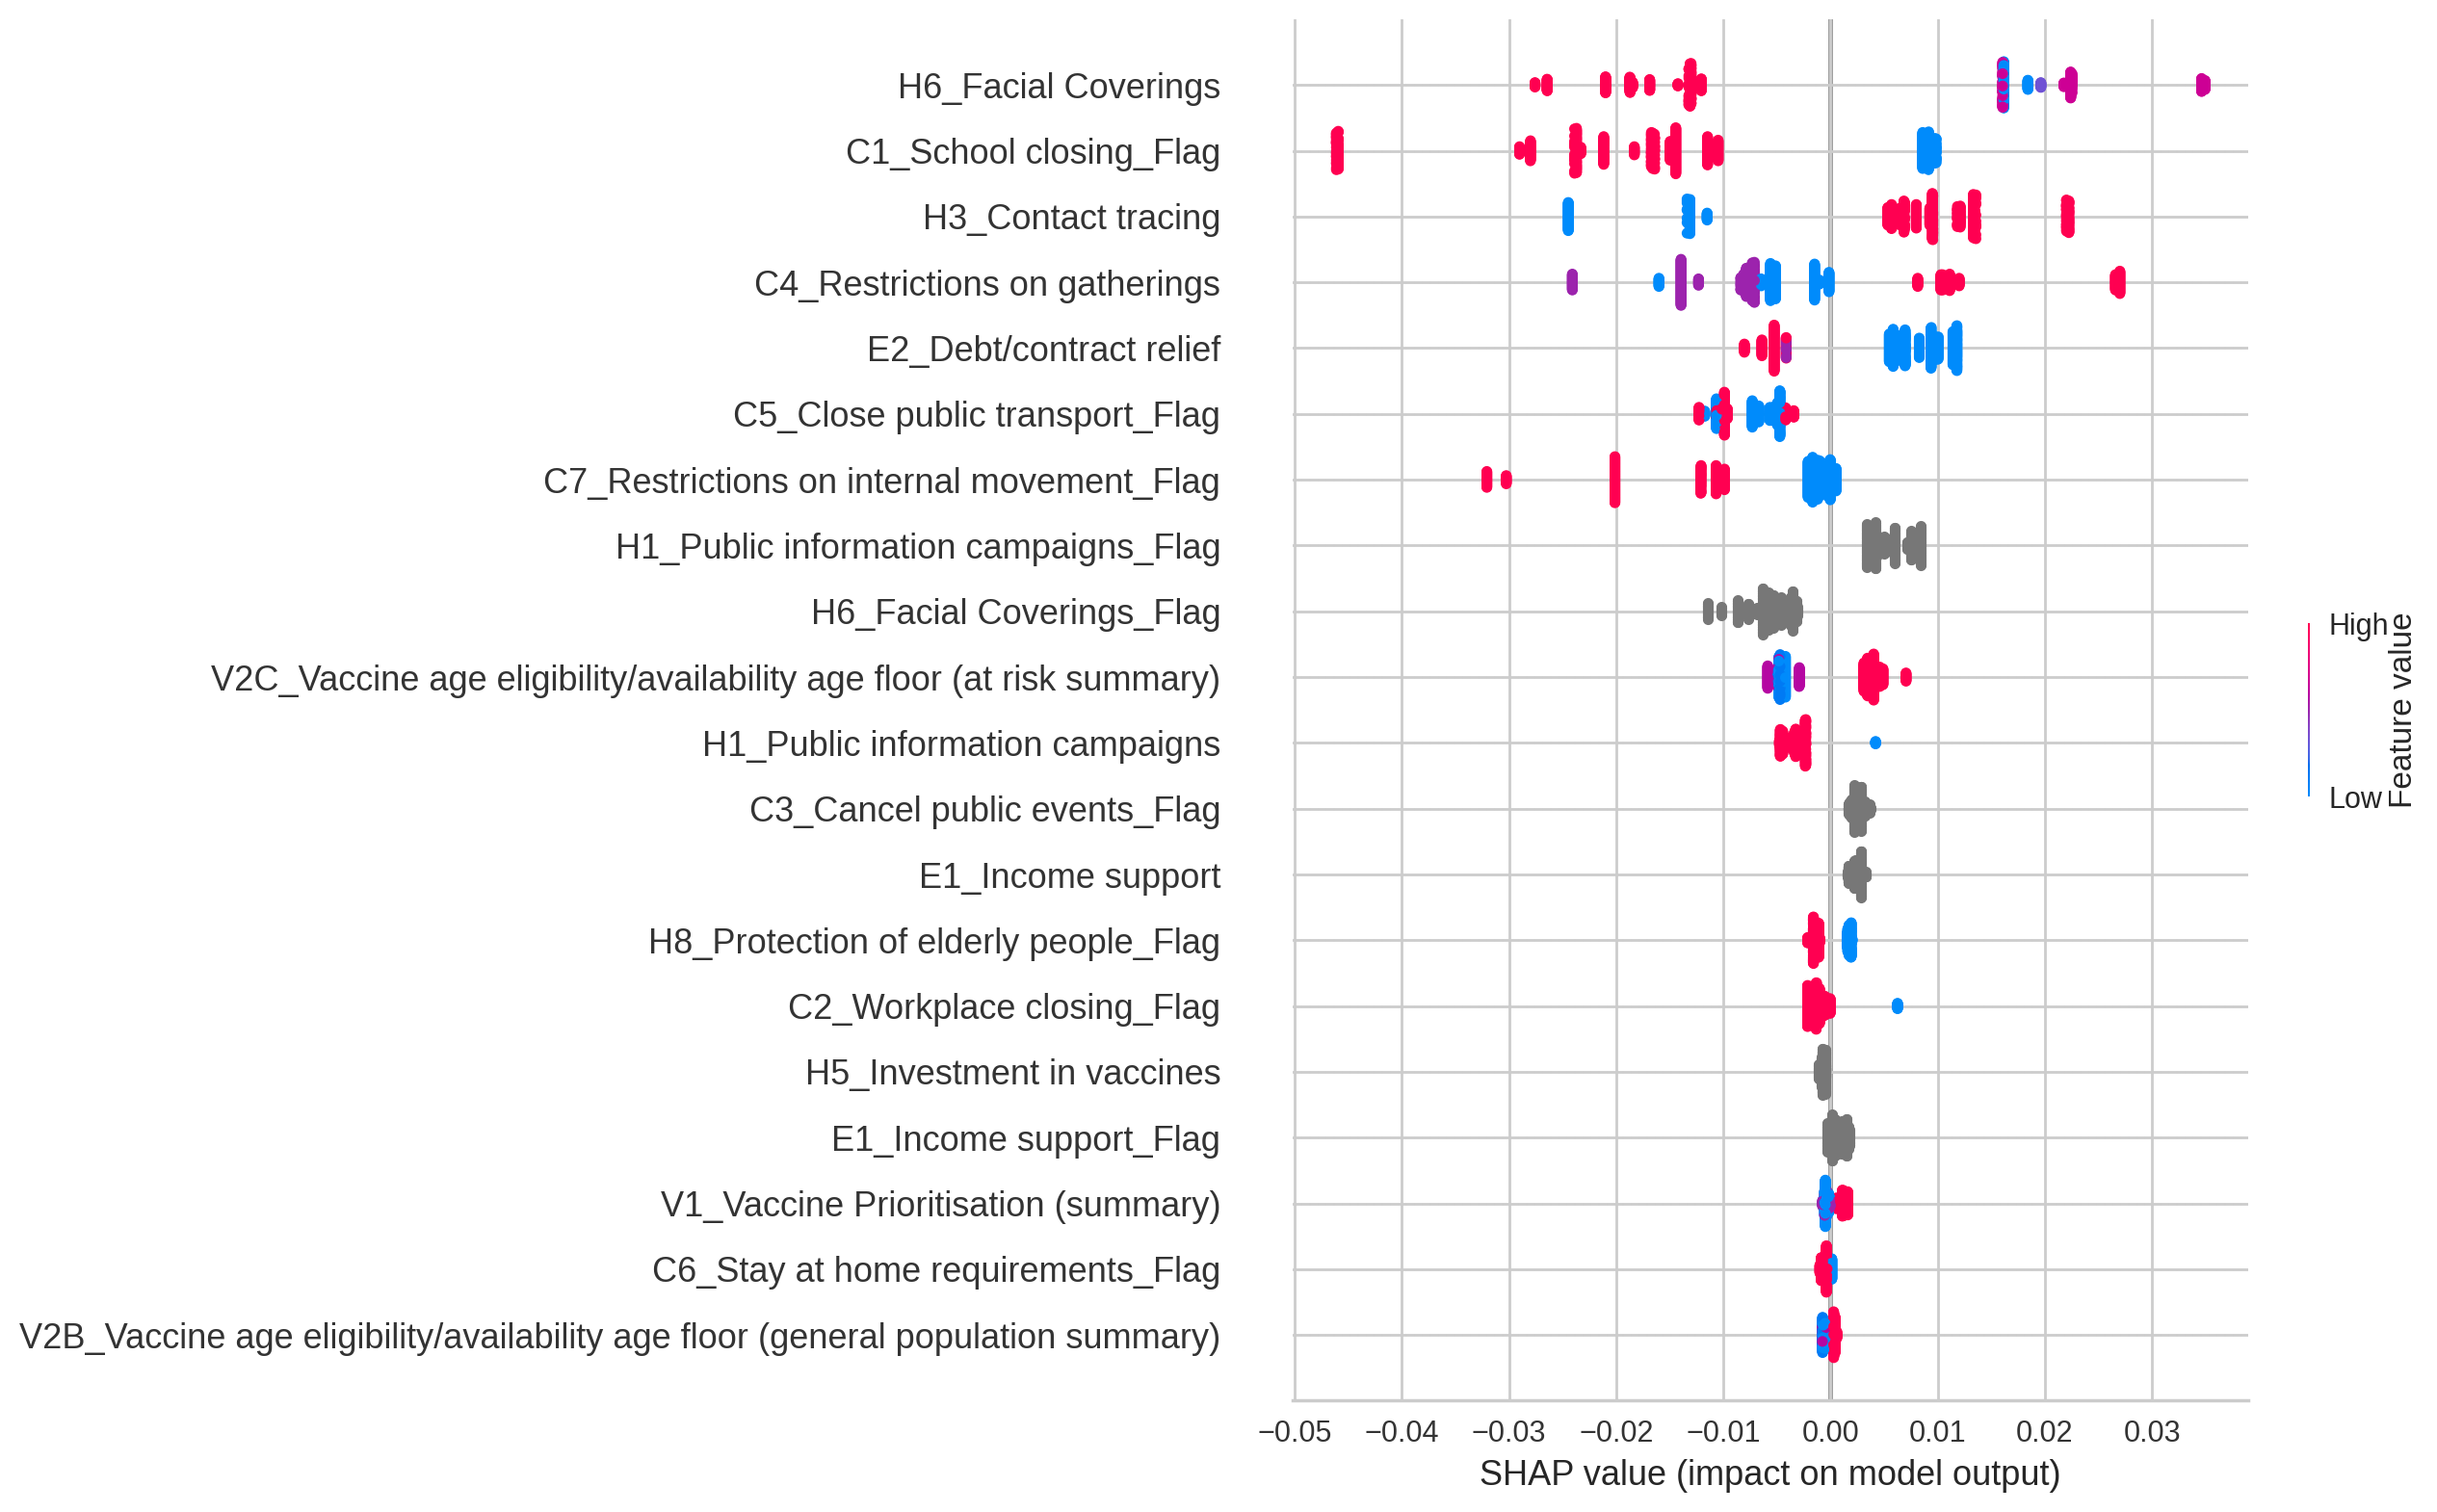 H6_Facial Coverings
C1_School closing_Flag
H3_Contact tracing
C4_Restrictions on gatherings
E2_Debt/contract relief
C5_Close public transport_Flag
C7_Restrictions on internal movement_Flag
H1_Public information campaigns_Flag
H6_Facial Coverings_Flag
V2C_Vaccine age eligibility/availability age floor (at risk summary)
H1_Public information campaigns
C3_Cancel public events_Flag
E1_Income support
H8_Protection of elderly people_Flag
C2_Workplace closing_Flag
H5_Investment in vaccines
E1_Income support_Flag
V1_Vaccine Prioritisation (summary)
C6_Stay at home requirements_Flag
V2B_Vaccine age eligibility/availability age floor (general population summary)
−0.05 −0.04 −0.03 −0.02 −0.01 0.00 0.01 0.02 0.03
SHAP value (impact on model output)
High
Low
Feature value